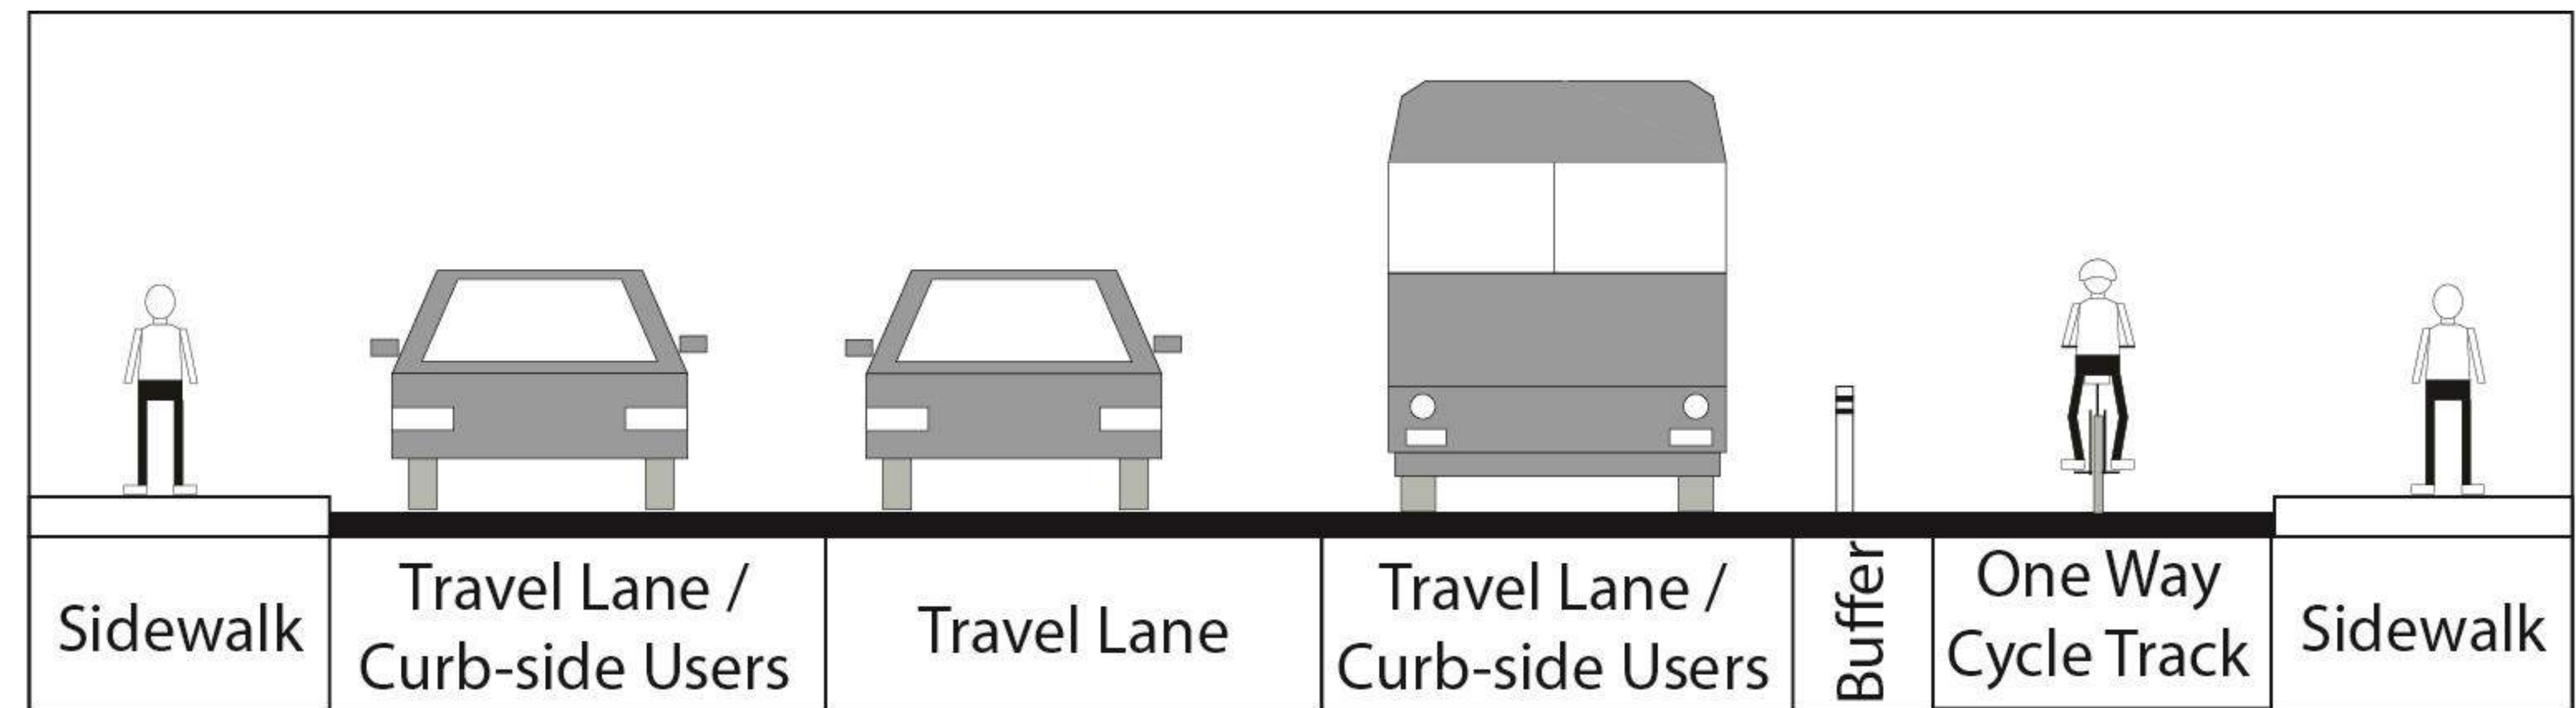 Sidewalk
Travel Lane /
Curb-side Users
Travel Lane
Travel Lane /
Curb-side Users
Buffer
One Way
Cycle Track
Sidewalk